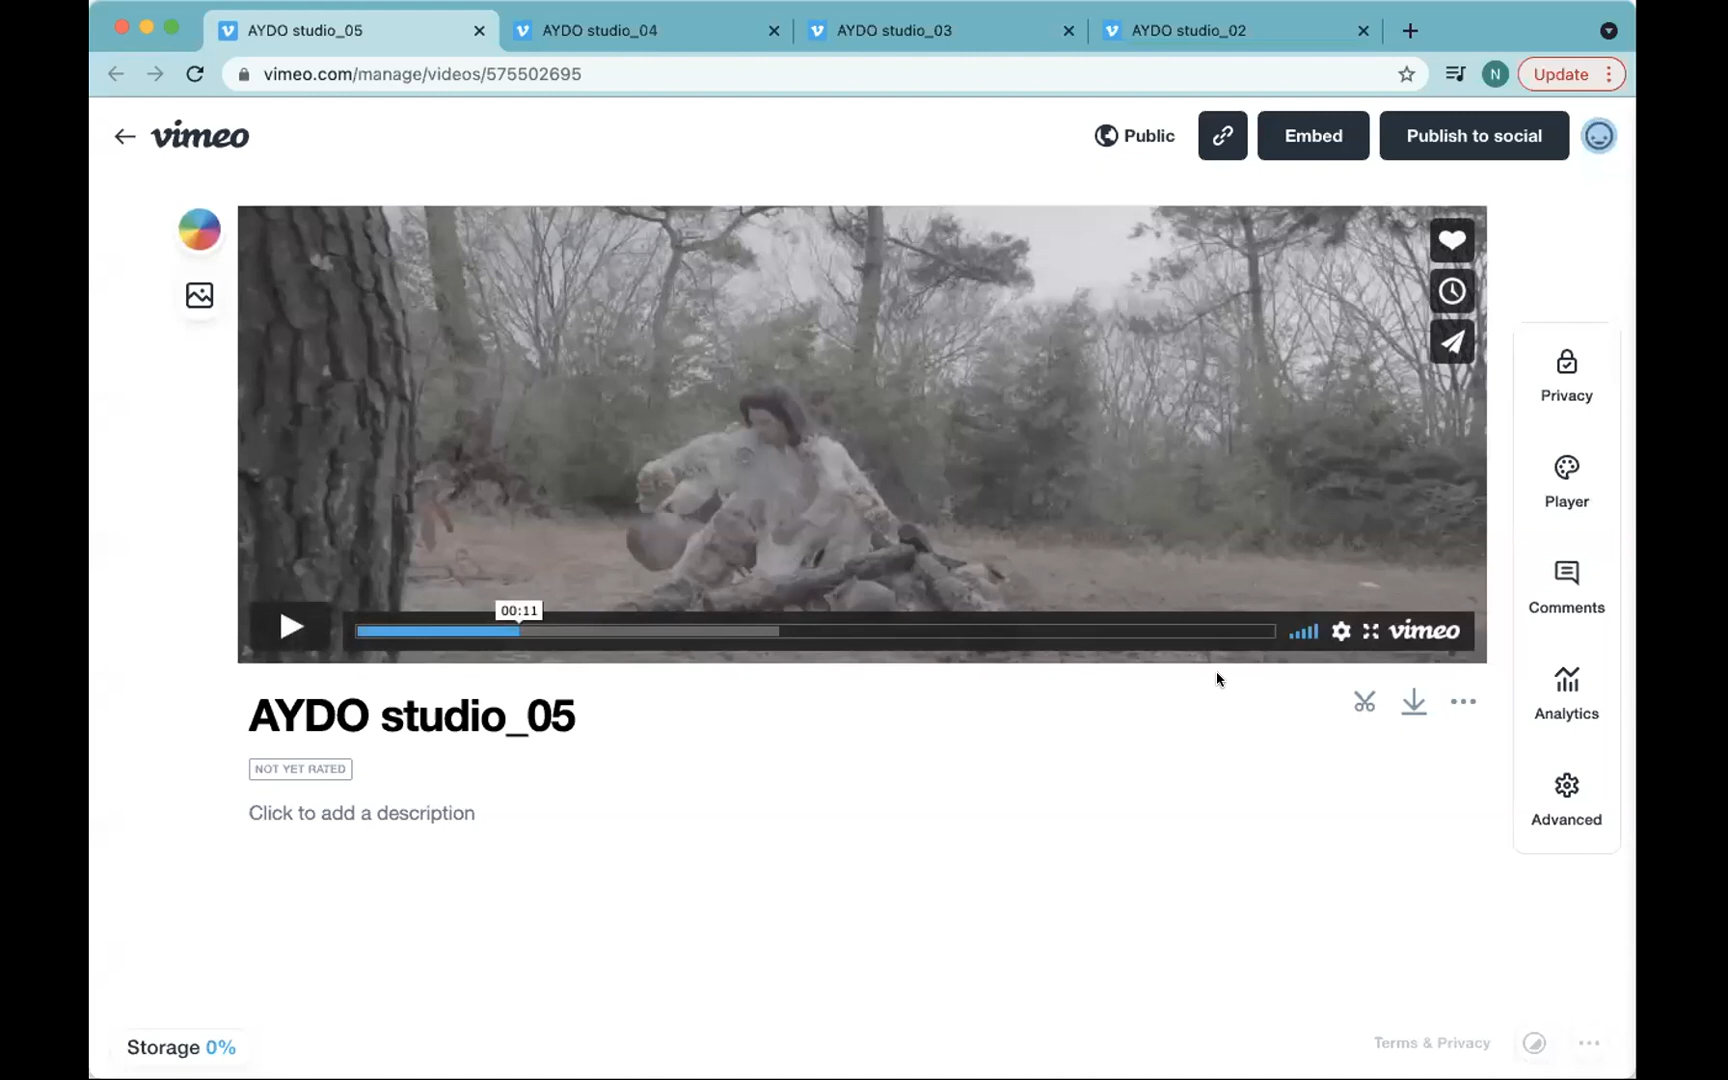 AYDO studio_05
AYDO studio_04
AYDO studio_03
AYDO studio_02
vimeo.com/manage/videos/575502695
N
Update
vimeo
Public
Embed
Publish to social
Privacy
Player
Comments
Analytics
Advanced
00:11
vimeo
AYDO studio_05
NOT YET RATED
Click to add a description
Storage 0%
Terms & Privacy